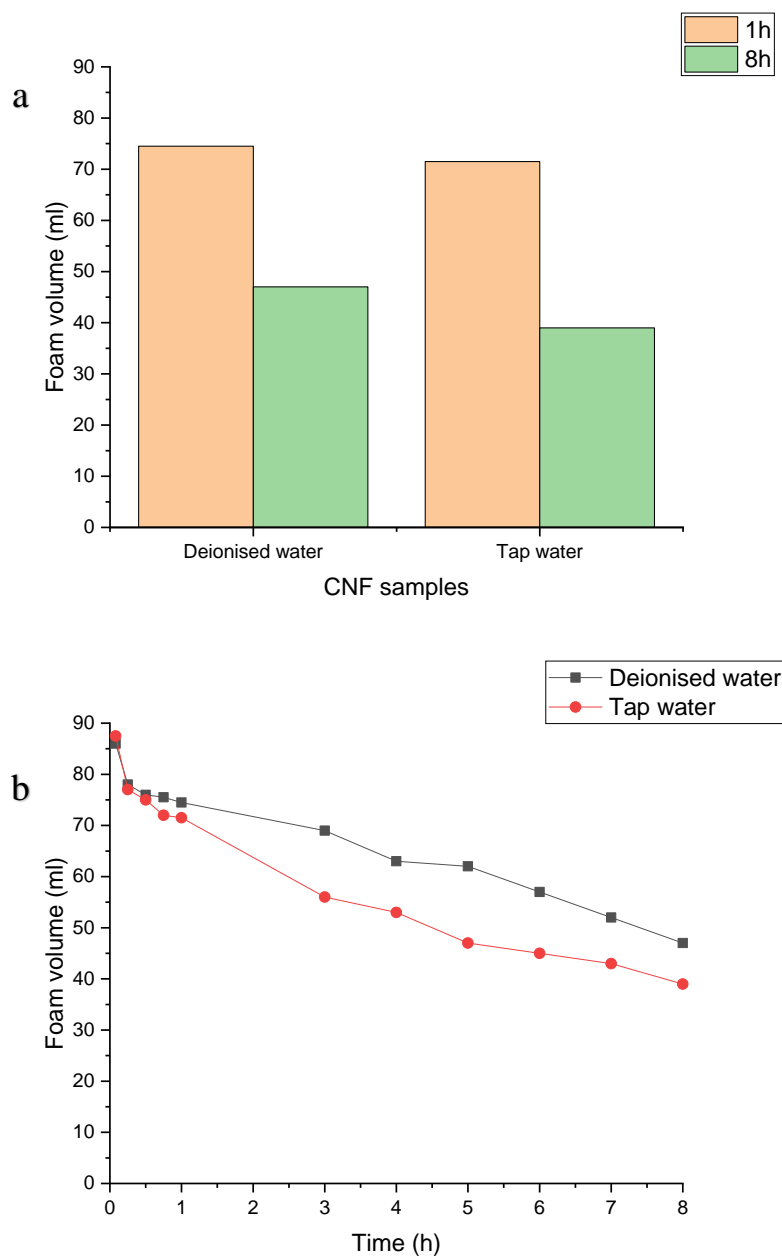 1h
8h
a
90
80
70
60
50
40
30
20
10
0
Foam volume (ml)
Deionised water Tap water
CNF samples
Deionised water
Tap water
b
90
80
70
60
50
40
30
20
10
0
Foam volume (ml)
0 1 2 3 4 5 6 7 8
Time (h)